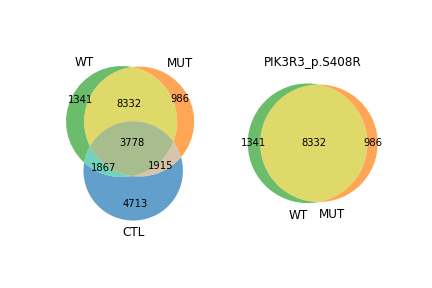 WT
MUT
1341
8332
986
3778
1867
1915
4713
CTL
PIK3R3_p.S408R
1341
8332
986
WT
MUT